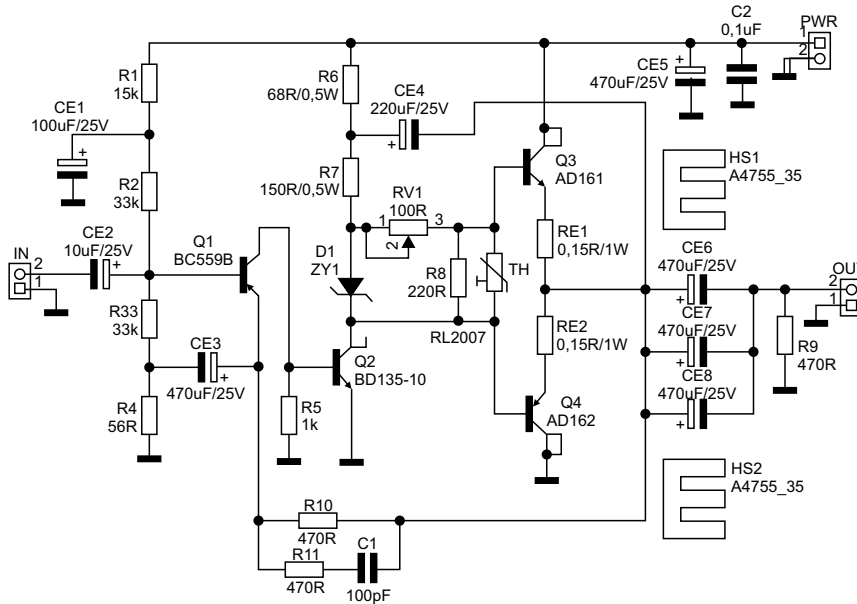 C2
0,1uF
PWR
1
2
CE5
470uF/25V
R1
15k
R6
68R/0,5W
CE4
220uF/25V
CE1
100uF/25V
R2
33k
R7
150R/0,5W
Q3
AD161
HS1
A4755_35
RV1
100R
1
3
2
Q1
BC559B
CE2
10uF/25V
IN
2
1
D1
ZY1
R8
220R
TH
RE1
0,15R/1W
CE6
470uF/25V
OUT
2
1
R33
33k
RL2007
CE7
470uF/25V
RE2
0,15R/1W
R9
470R
CE3
470uF/25V
Q2
BD135-10
CE8
470uF/25V
R4
56R
R5
1k
Q4
AD162
HS2
A4755_35
R10
470R
R11
470R
C1
100pF